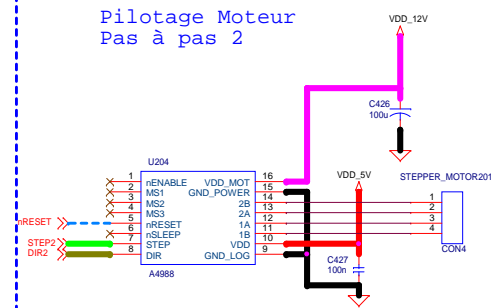 Pilotage Moteur
Pas à pas 2
VDD_12V
C426
100u
U204
VDD_5V
STEPPER_MOTOR201
1 nENABLE VDD_MOT 16
2 MS1 GND_POWER 15
3 MS2 2B 14 1
4 MS3 2A 13 2
nRESET 5 nRESET 1A 12 3
6 nSLEEP 1B 11 4
STEP2 7 STEP VDD 10
DIR2 8 DIR GND_LOG 9
CON4
A4988
C427
100n